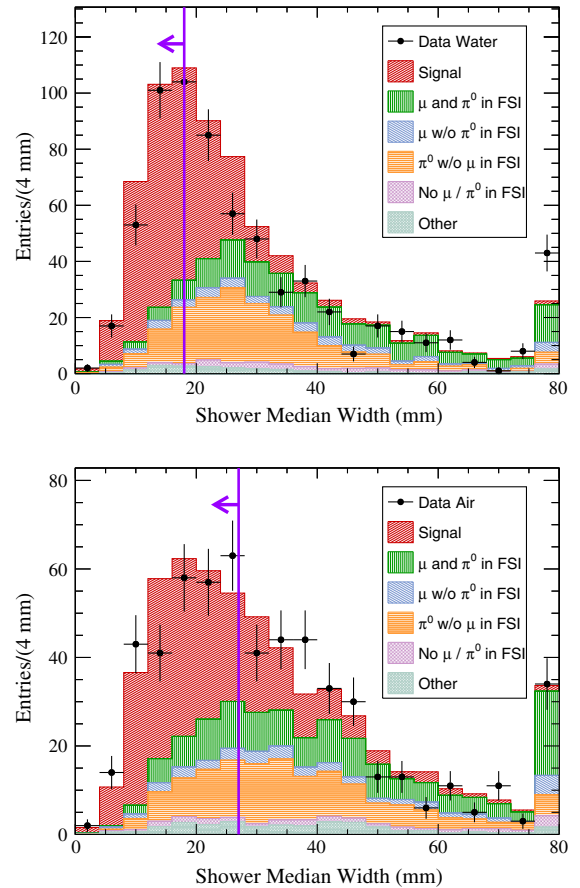 120
100
80
60
40
20
0
Entries/(4 mm)
Data Water
Signal
μ and π⁰ in FSI
μ w/o π⁰ in FSI
π⁰ w/o μ in FSI
No μ / π⁰ in FSI
Other
0 20 40 60 80
Shower Median Width (mm)
80
60
40
20
0
Entries/(4 mm)
Data Air
Signal
μ and π⁰ in FSI
μ w/o π⁰ in FSI
π⁰ w/o μ in FSI
No μ / π⁰ in FSI
Other
0 20 40 60 80
Shower Median Width (mm)